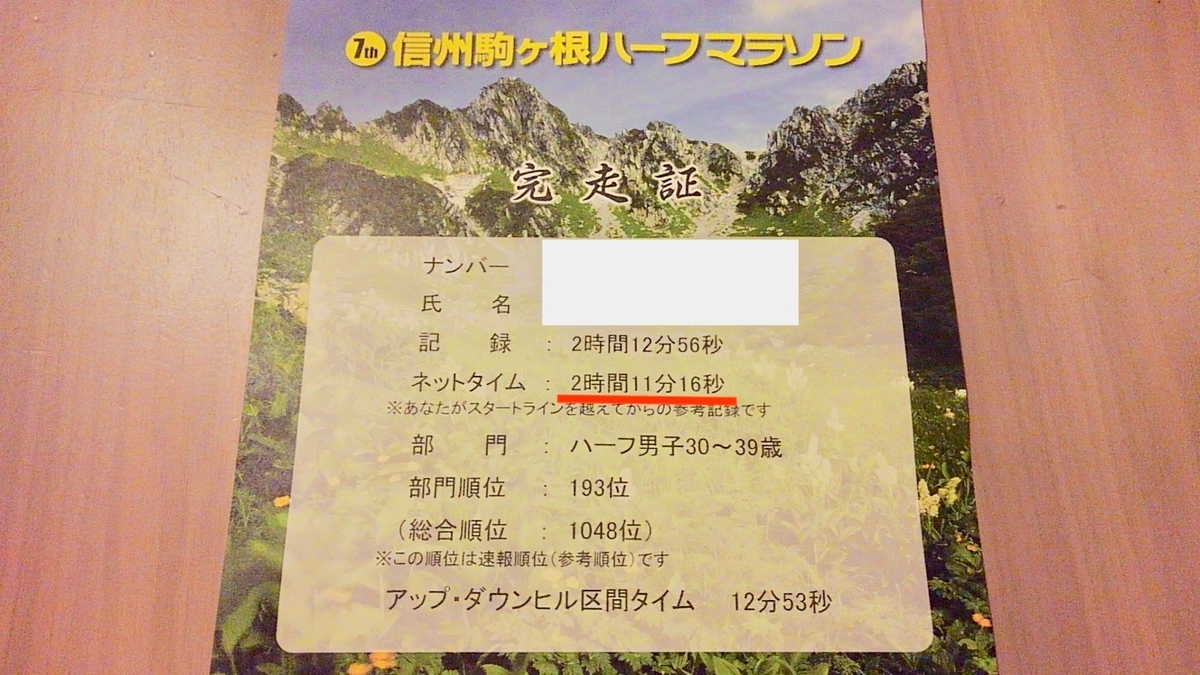 7th 信州駒ヶ根ハーフマラソン
完走証
ナンバー
氏 名
記 録 : 2時間12分56秒
ネットタイム : 2時間11分16秒
※あなたがスタートラインを越えてからの参考記録です
部 門 : ハーフ男子30～39歳
部門順位 : 193位
(総合順位 : 1048位)
※この順位は速報順位(参考順位)です
アップ・ダウンヒル区間タイム 12分53秒